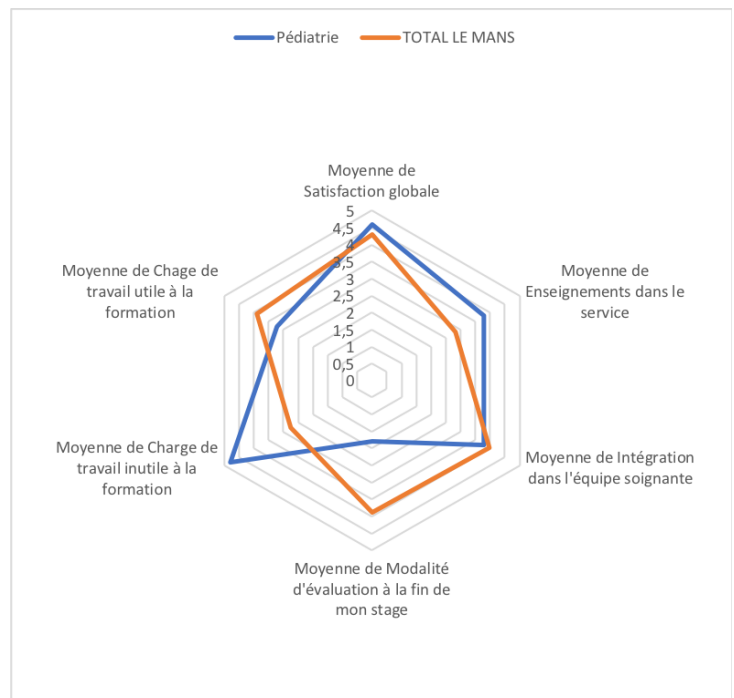 Pédiatrie
TOTAL LE MANS
Moyenne de
Satisfaction globale
5
4,5
4
3,5
3
2,5
2
1,5
1
0,5
0
Moyenne de
Enseignements dans le
service
Moyenne de Intégration
dans l'équipe soignante
Moyenne de Modalité
d'évaluation à la fin de
mon stage
Moyenne de Charge de
travail inutile à la
formation
Moyenne de Chage de
travail utile à la
formation